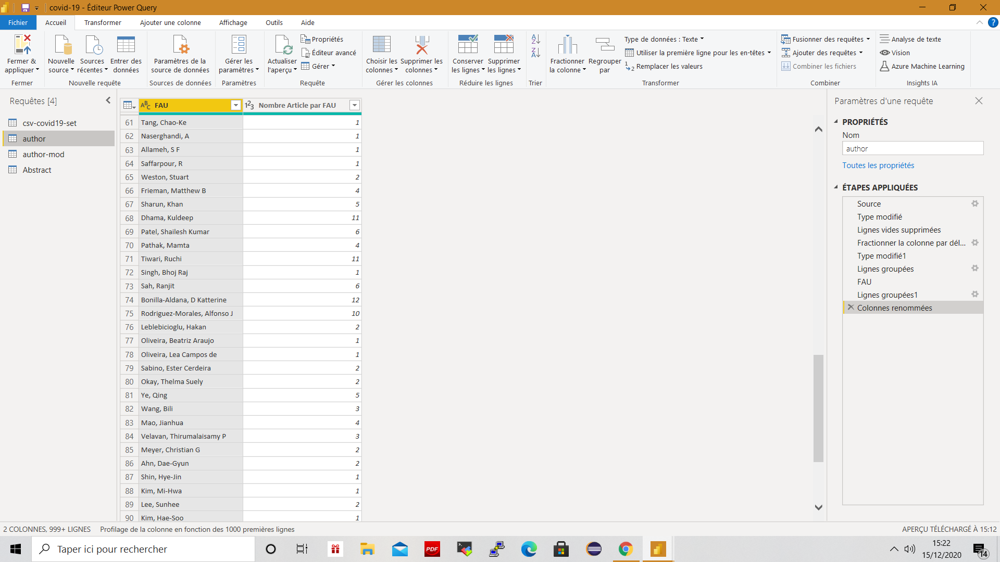 covid-19 - Éditeur Power Query
Fichier
Accueil
Transformer
Ajouter une colonne
Affichage
Outils
Aide
?
Fermer & appliquer
Nouvelle source
Sources récentes
Entrer des données
Paramètres de la source de données
Gérer les paramètres
Actualiser l'aperçu
Propriétés
Éditeur avancé
Gérer
Choisir les colonnes
Supprimer les colonnes
Conserver les lignes
Supprimer les lignes
Fractionner la colonne
Regrouper par
Type de données : Texte
Utiliser la première ligne pour les en-têtes
Remplacer les valeurs
Fusionner des requêtes
Ajouter des requêtes
Combiner les fichiers
Analyse de texte
Vision
Azure Machine Learning
Fermer
Nouvelle requête
Sources de données
Paramètres
Requête
Gérer les colonnes
Réduire les lignes
Trier
Transformer
Combiner
Insights IA
Requêtes [4]
csv-covid19-set
author
author-mod
Abstract
ABC FAU
123 Nombre Article par FAU
61 Tang, Chao-Ke 1
62 Naserghandi, A 1
63 Allameh, S F 1
64 Saffarpour, R 1
65 Weston, Stuart 2
66 Frieman, Matthew B 4
67 Sharun, Khan 5
68 Dhama, Kuldeep 11
69 Patel, Shailesh Kumar 6
70 Pathak, Mamta 4
71 Tiwari, Ruchi 11
72 Singh, Bhoj Raj 1
73 Sah, Ranjit 6
74 Bonilla-Aldana, D Katterine 12
75 Rodriguez-Morales, Alfonso J 10
76 Leblebicioglu, Hakan 2
77 Oliveira, Beatriz Araujo 1
78 Oliveira, Lea Campos de 1
79 Sabino, Ester Cerdeira 2
80 Okay, Thelma Suely 2
81 Ye, Qing 5
82 Wang, Bili 3
83 Mao, Jianhua 4
84 Velavan, Thirumalaisamy P 3
85 Meyer, Christian G 2
86 Ahn, Dae-Gyun 2
87 Shin, Hye-Jin 1
88 Kim, Mi-Hwa 1
89 Lee, Sunhee 2
90 Kim, Hae-Soo 1
Paramètres d'une requête
PROPRIÉTÉS
Nom
author
Toutes les propriétés
ÉTAPES APPLIQUÉES
Source
Type modifié
Lignes vides supprimées
Fractionner la colonne par dél...
Type modifié1
Lignes groupées
FAU
Lignes groupées1
Colonnes renommées
2 COLONNES, 999+ LIGNES
Profilage de la colonne en fonction des 1000 premières lignes
APERÇU TÉLÉCHARGÉ À 15:12
Taper ici pour rechercher
PDF
15:22
15/12/2020
14